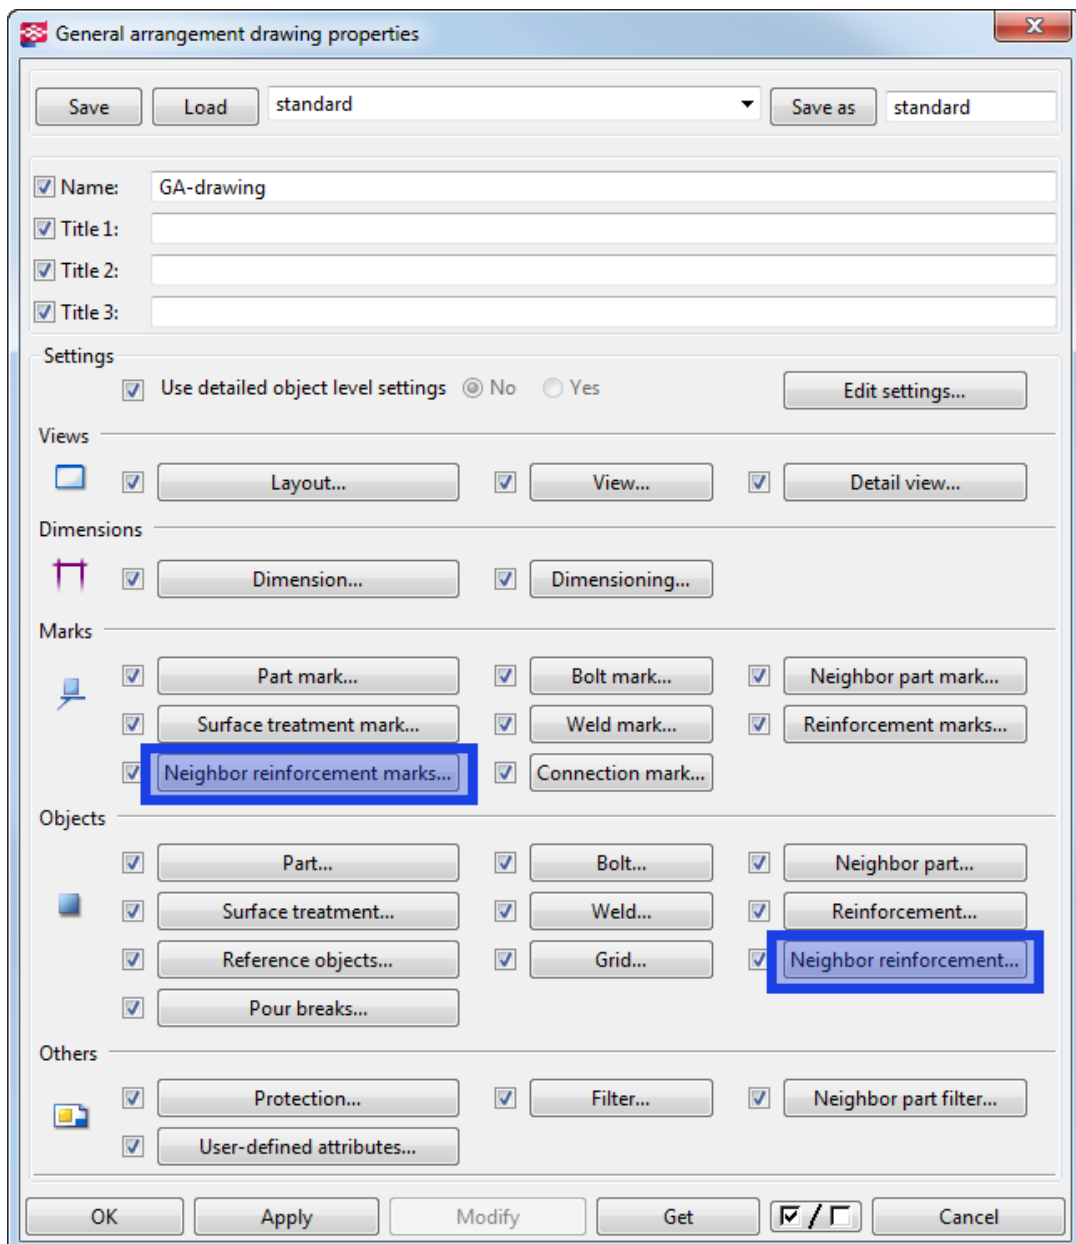 General arrangement drawing properties
Save Load standard Save as standard
Name: GA-drawing
Title 1:
Title 2:
Title 3:
Settings
Use detailed object level settings No Yes Edit settings...
Views
Layout... View... Detail view...
Dimensions
Dimension... Dimensioning...
Marks
Part mark... Bolt mark... Neighbor part mark...
Surface treatment mark... Weld mark... Reinforcement marks...
Neighbor reinforcement marks... Connection mark...
Objects
Part... Bolt... Neighbor part...
Surface treatment... Weld... Reinforcement...
Reference objects... Grid... Neighbor reinforcement...
Pour breaks...
Others
Protection... Filter... Neighbor part filter...
User-defined attributes...
OK Apply Modify Get / Cancel